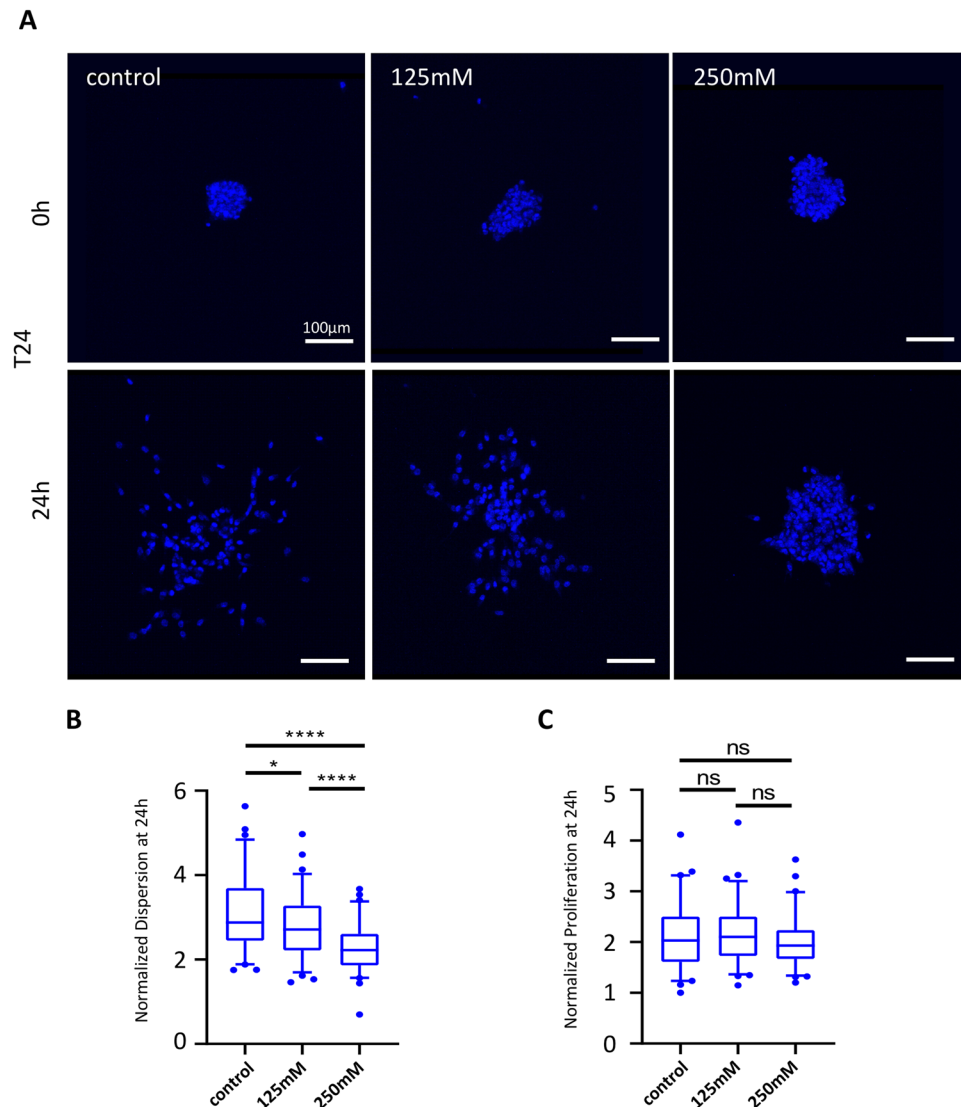 A
control
125mM
250mM
0h
100µm
T24
24h
B
C
****
*
****
ns
ns
ns
Normalized Dispersion at 24h
6
4
2
0
control
125mM
250mM
Normalized Proliferation at 24h
5
4
3
2
1
0
control
125mM
250mM